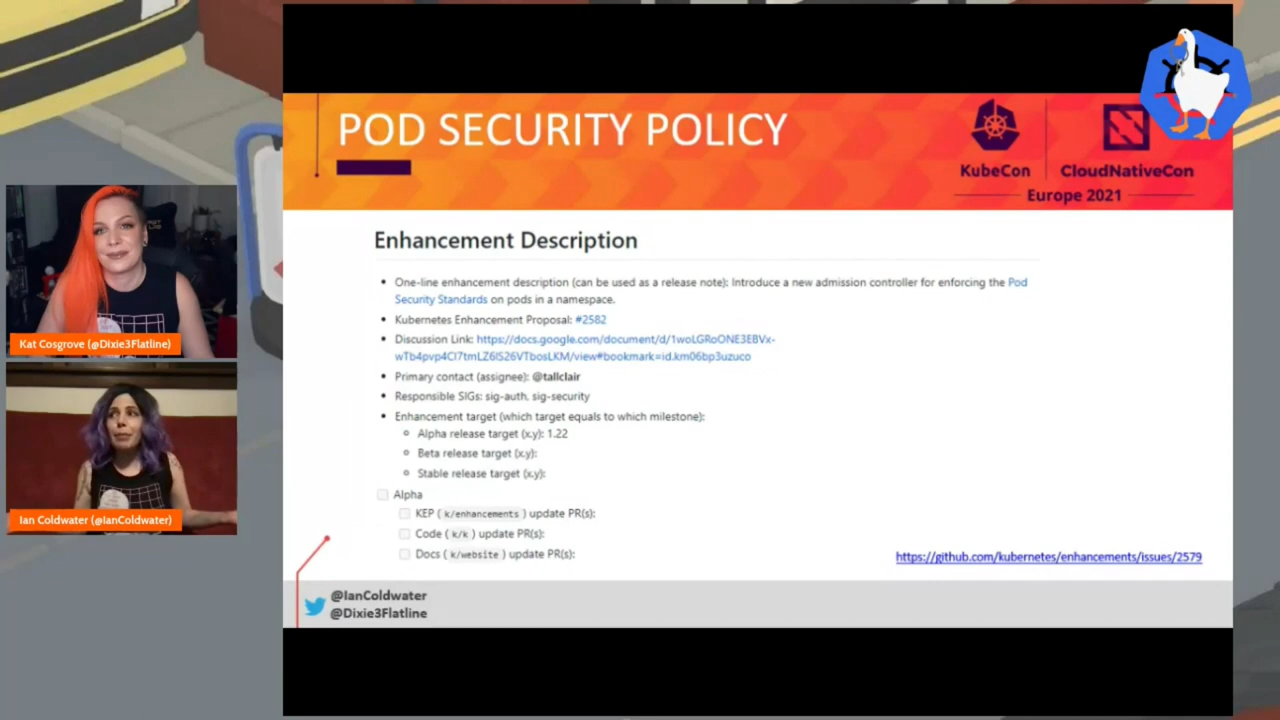 POD SECURITY POLICY
KubeCon
CloudNativeCon
Europe 2021
Enhancement Description
One-line enhancement description (can be used as a release note): Introduce a new admission controller for enforcing the Pod
Security Standards on pods in a namespace.
Kubernetes Enhancement Proposal: #2582
Discussion Link: https://docs.google.com/document/d/1woLGRoONE3EBVx-
wTb4pvp4CI7tmLZ6IS26VTbosLKM/view#bookmark=id.km06bp3uzuco
Primary contact (assignee): @tallclair
Responsible SIGs: sig-auth, sig-security
Enhancement target (which target equals to which milestone):
Alpha release target (x.y): 1.22
Beta release target (x.y):
Stable release target (x.y):
Alpha
KEP ( k/enhancements ) update PR(s):
Code ( k/k ) update PR(s):
Docs ( k/website ) update PR(s):
https://github.com/kubernetes/enhancements/issues/2579
@IanColdwater
@Dixie3Flatline
Kat Cosgrove (@Dixie3Flatline)
Ian Coldwater (@IanColdwater)